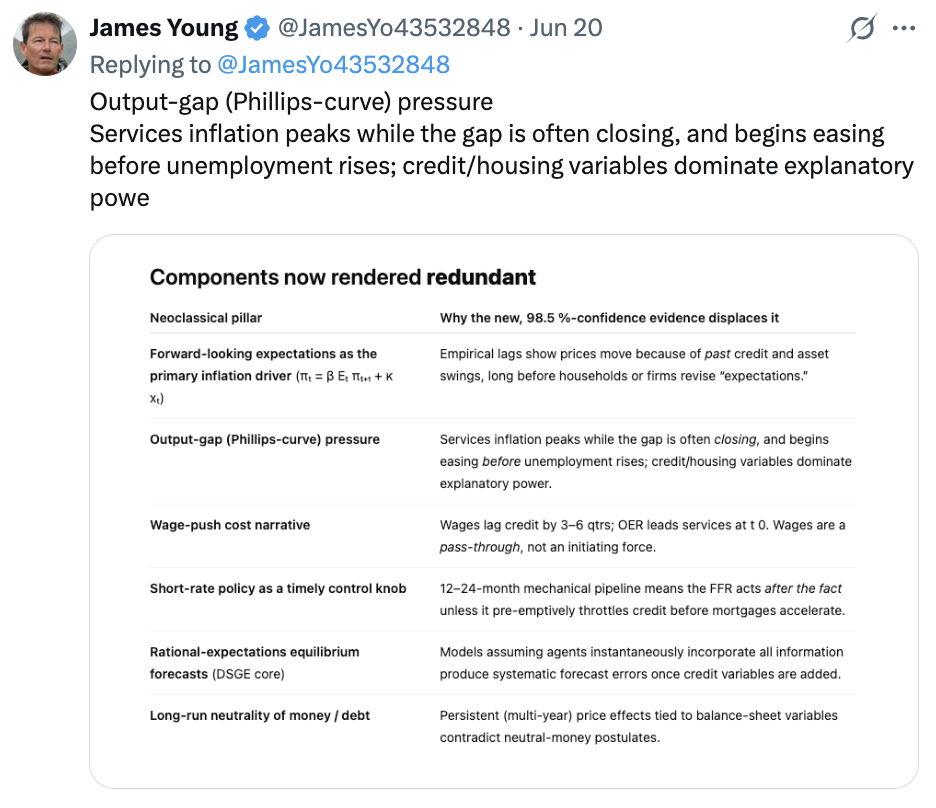 James Young @JamesYo43532848 · Jun 20
Replying to @JamesYo43532848
Output-gap (Phillips-curve) pressure
Services inflation peaks while the gap is often closing, and begins easing
before unemployment rises; credit/housing variables dominate explanatory
powe
Components now rendered redundant
Neoclassical pillar
Why the new, 98.5 %-confidence evidence displaces it
Forward-looking expectations as the
primary inflation driver (πₜ = β Eₜ πₜ₊₁ + κ
xₜ)
Empirical lags show prices move because of past credit and asset
swings, long before households or firms revise “expectations.”
Output-gap (Phillips-curve) pressure
Services inflation peaks while the gap is often closing, and begins
easing before unemployment rises; credit/housing variables dominate
explanatory power.
Wage-push cost narrative
Wages lag credit by 3–6 qtrs; OER leads services at t 0. Wages are a
pass-through, not an initiating force.
Short-rate policy as a timely control knob
12–24-month mechanical pipeline means the FFR acts after the fact
unless it pre-emptively throttles credit before mortgages accelerate.
Rational-expectations equilibrium
forecasts (DSGE core)
Models assuming agents instantaneously incorporate all information
produce systematic forecast errors once credit variables are added.
Long-run neutrality of money / debt
Persistent (multi-year) price effects tied to balance-sheet variables
contradict neutral-money postulates.